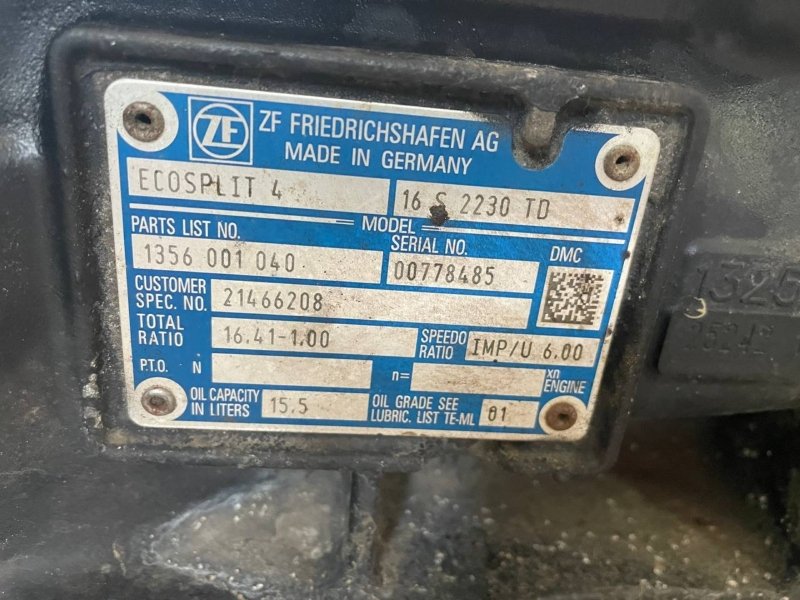 ZF ZF FRIEDRICHSHAFEN AG
MADE IN GERMANY
ECOSPLIT 4 16 S 2230 TD
MODEL
PARTS LIST NO. SERIAL NO. DMC
1356 001 040 00778485
CUSTOMER SPEC. NO. 21466208
TOTAL RATIO 16.41-1.00 SPEEDO RATIO IMP/U 6.00
P.T.O. N n= xn ENGINE
OIL CAPACITY IN LITERS 15.5 OIL GRADE SEE LUBRIC. LIST TE-ML 01
1325